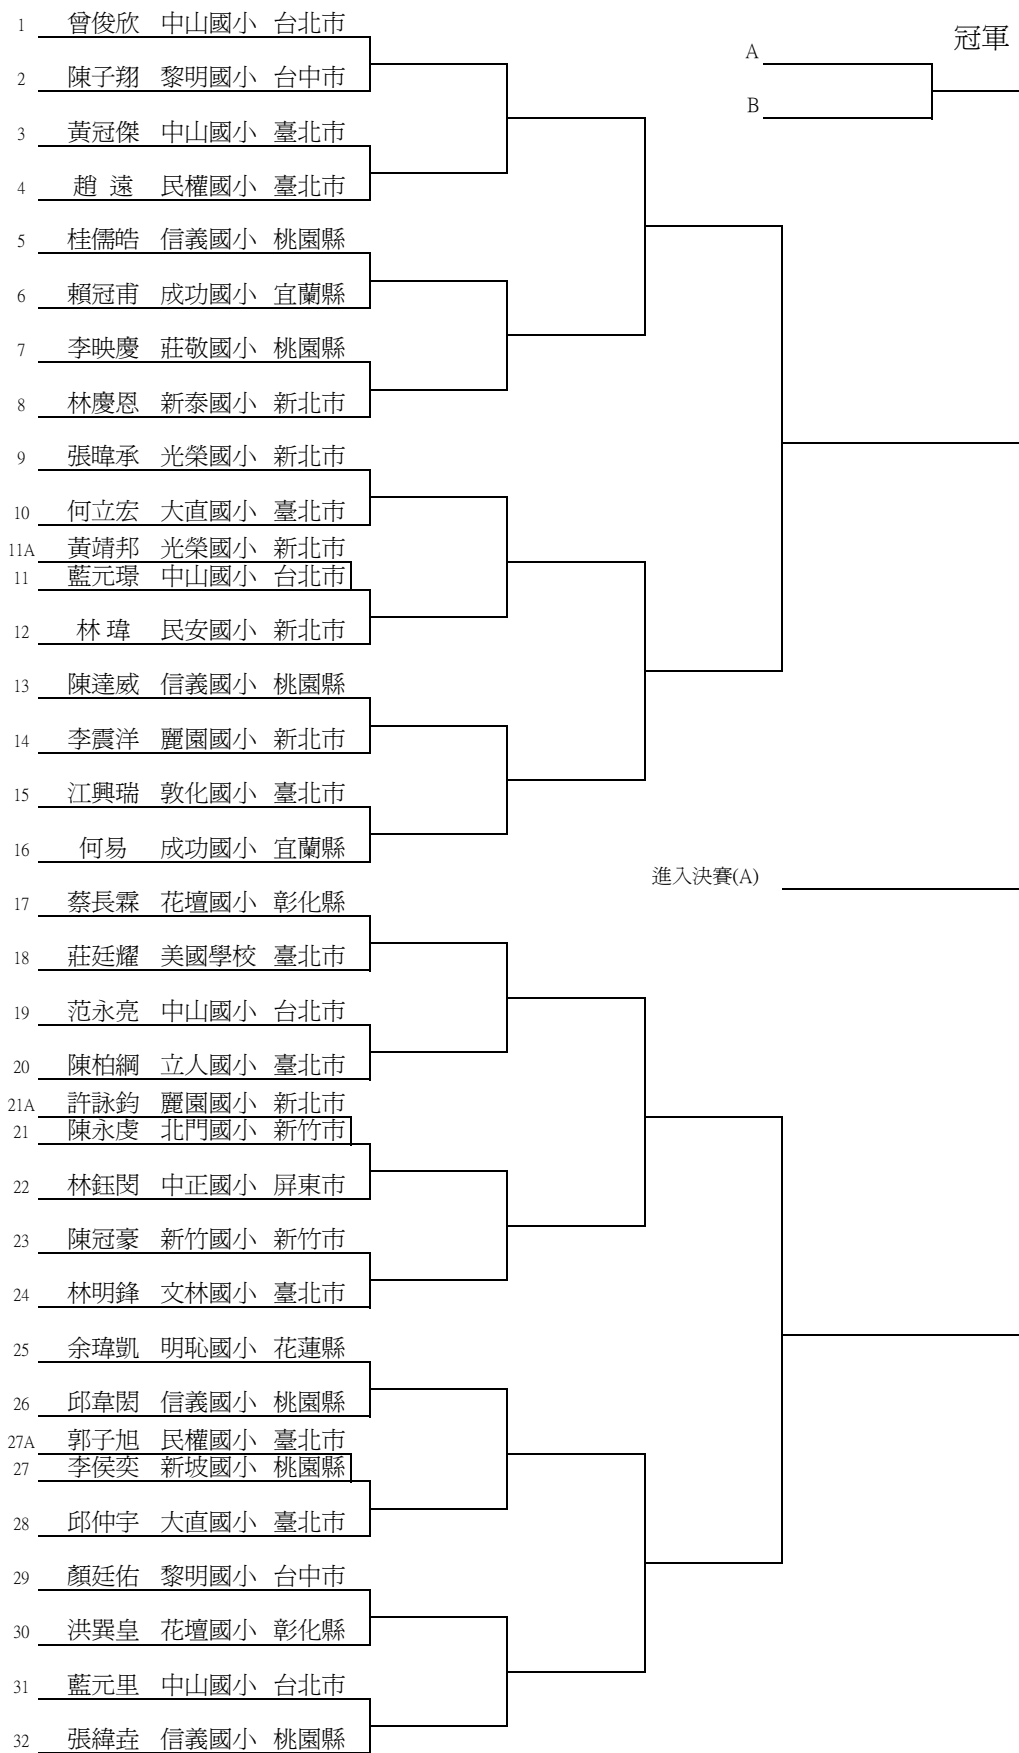 1 曾俊欣 中山國小 台北市
冠軍
A
2 陳子翔 黎明國小 台中市
B
3 黃冠傑 中山國小 臺北市
4 趙 遠 民權國小 臺北市
5 桂儒皓 信義國小 桃園縣
6 賴冠甫 成功國小 宜蘭縣
7 李映慶 莊敬國小 桃園縣
8 林慶恩 新泰國小 新北市
9 張暐承 光榮國小 新北市
10 何立宏 大直國小 臺北市
11A 黃靖邦 光榮國小 新北市
11 藍元璟 中山國小 台北市
12 林 瑋 民安國小 新北市
13 陳達威 信義國小 桃園縣
14 李震洋 麗園國小 新北市
15 江興瑞 敦化國小 臺北市
16 何易 成功國小 宜蘭縣
進入決賽(A)
17 蔡長霖 花壇國小 彰化縣
18 莊廷耀 美國學校 臺北市
19 范永亮 中山國小 台北市
20 陳柏綱 立人國小 臺北市
21A 許詠鈞 麗園國小 新北市
21 陳永虔 北門國小 新竹市
22 林鈺閔 中正國小 屏東市
23 陳冠豪 新竹國小 新竹市
24 林明鋒 文林國小 臺北市
25 余瑋凱 明恥國小 花蓮縣
26 邱韋閎 信義國小 桃園縣
27A 郭子旭 民權國小 臺北市
27 李侯奕 新坡國小 桃園縣
28 邱仲宇 大直國小 臺北市
29 顏廷佑 黎明國小 台中市
30 洪巽皇 花壇國小 彰化縣
31 藍元里 中山國小 台北市
32 張緯垚 信義國小 桃園縣